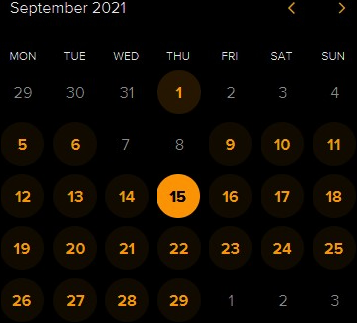 September 2021
MON TUE WED THU FRI SAT SUN
29 30 31 1 2 3 4
5 6 7 8 9 10 11
12 13 14 15 16 17 18
19 20 21 22 23 24 25
26 27 28 29 1 2 3